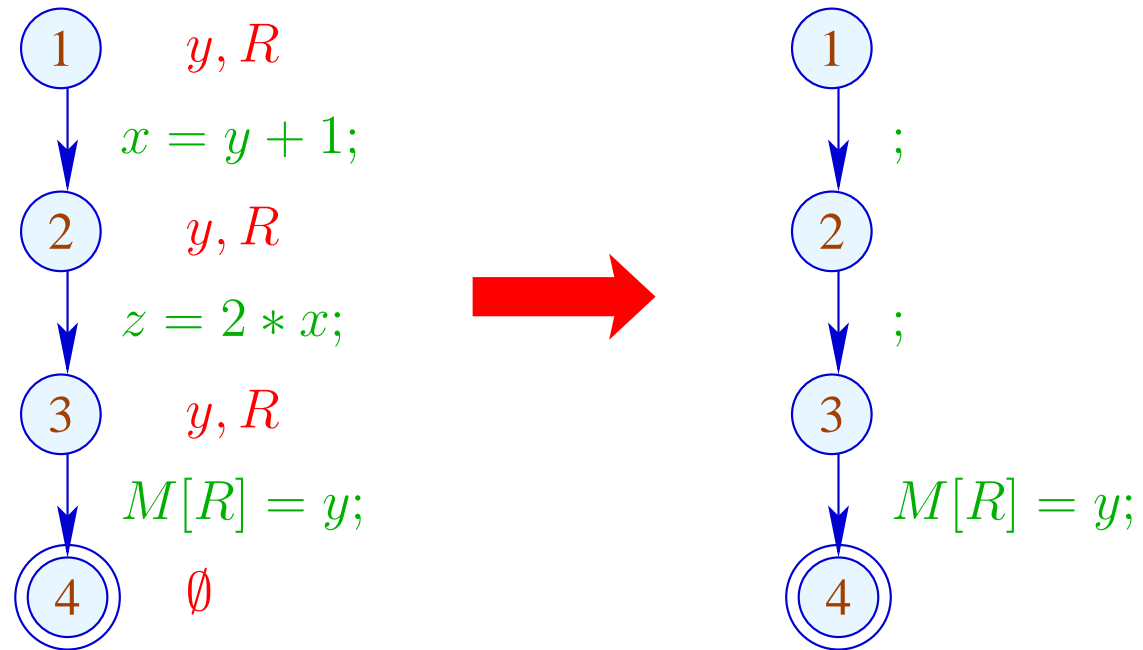 1 y, R 1
x = y + 1; ;
2 y, R 2
z = 2 ∗ x; ;
3 y, R 3
M[R] = y; M[R] = y;
4 ∅ 4